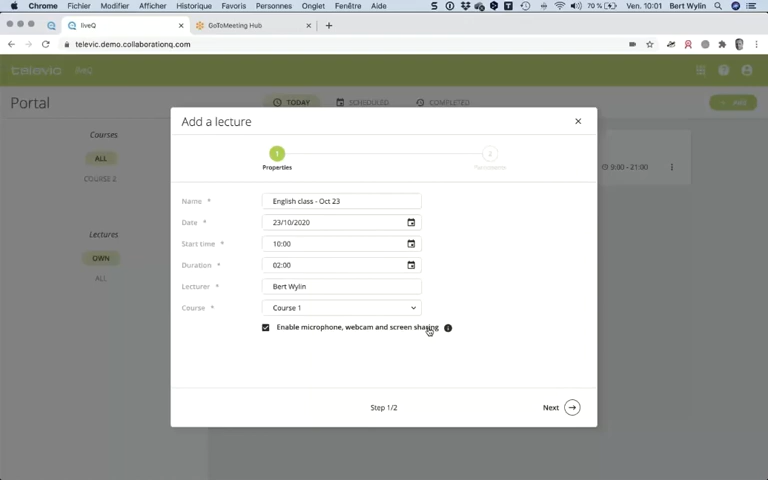 Chrome Fichier Modifier Afficher Historique Favoris Personnes Onglet Fenêtre Aide 70 % Ven. 10:01 Bert Wylin
liveQ GoToMeeting Hub
televic.demo.collaborationq.com
televic liveQ
Portal TODAY SCHEDULED COMPLETED
Courses
ALL
COURSE 2
Lectures
OWN
ALL
9:00 - 21:00
Add a lecture
1 2
Properties
Name * English class - Oct 23
Date * 23/10/2020
Start time * 10:00
Duration * 02:00
Lecturer * Bert Wylin
Course * Course 1
Enable microphone, webcam and screen sharing
Step 1/2 Next